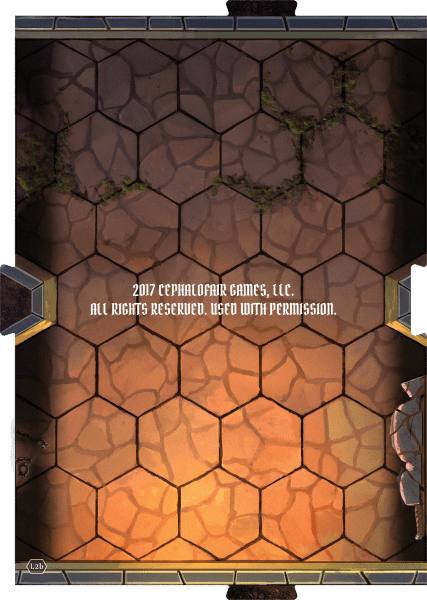 2017 CEPHALOFAIR GAMES, LLC.
ALL RIGHTS RESERVED. USED WITH PERMISSION.
L2b